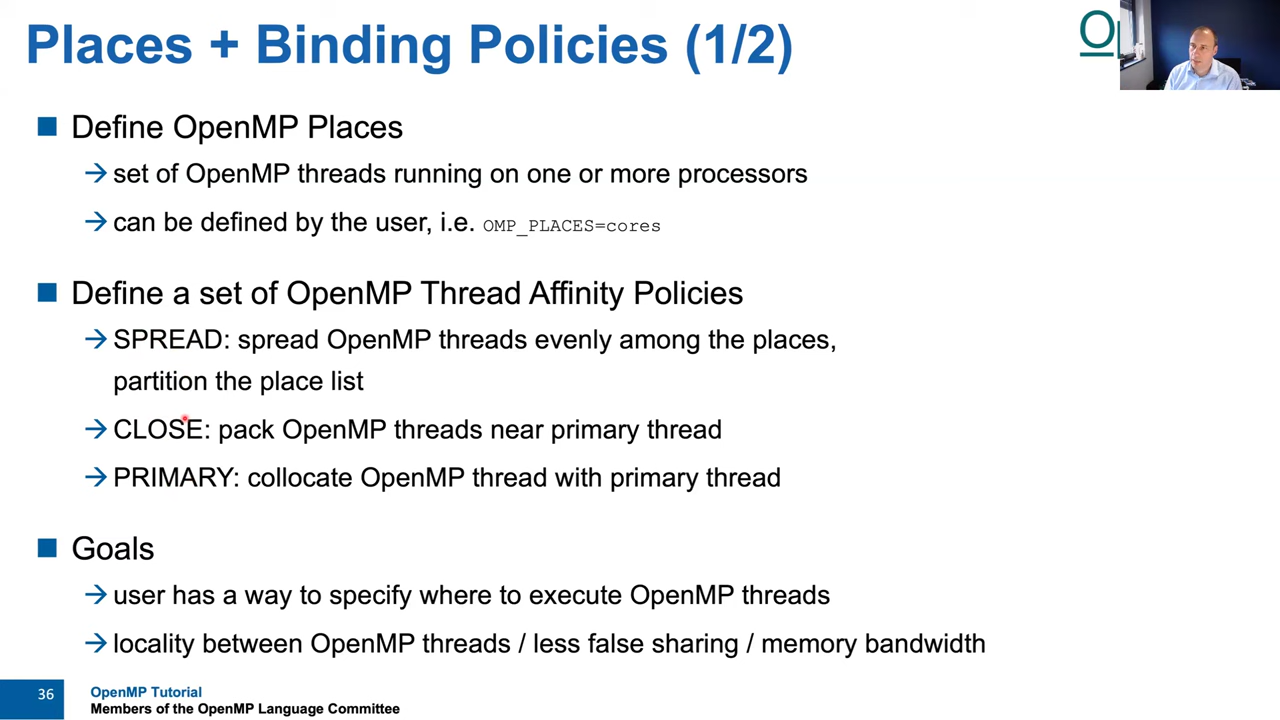 Places + Binding Policies (1/2)
Define OpenMP Places
→ set of OpenMP threads running on one or more processors
→ can be defined by the user, i.e. OMP_PLACES=cores
Define a set of OpenMP Thread Affinity Policies
→ SPREAD: spread OpenMP threads evenly among the places,
partition the place list
→ CLOSE: pack OpenMP threads near primary thread
→ PRIMARY: collocate OpenMP thread with primary thread
Goals
→ user has a way to specify where to execute OpenMP threads
→ locality between OpenMP threads / less false sharing / memory bandwidth
36
OpenMP Tutorial
Members of the OpenMP Language Committee